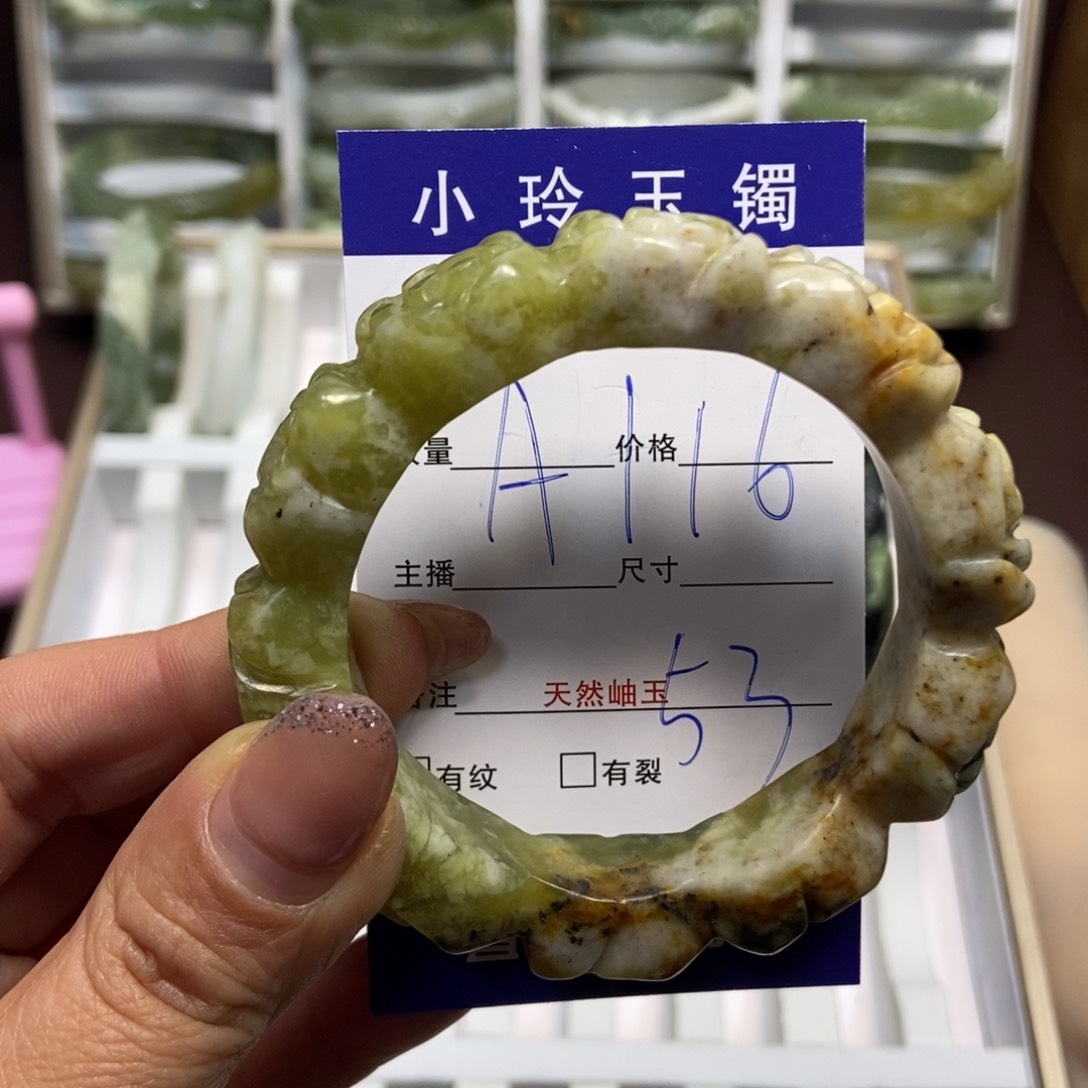 小玲玉镯
A116
量 价格
主播 尺寸
注 天然岫玉
53
有纹 有裂